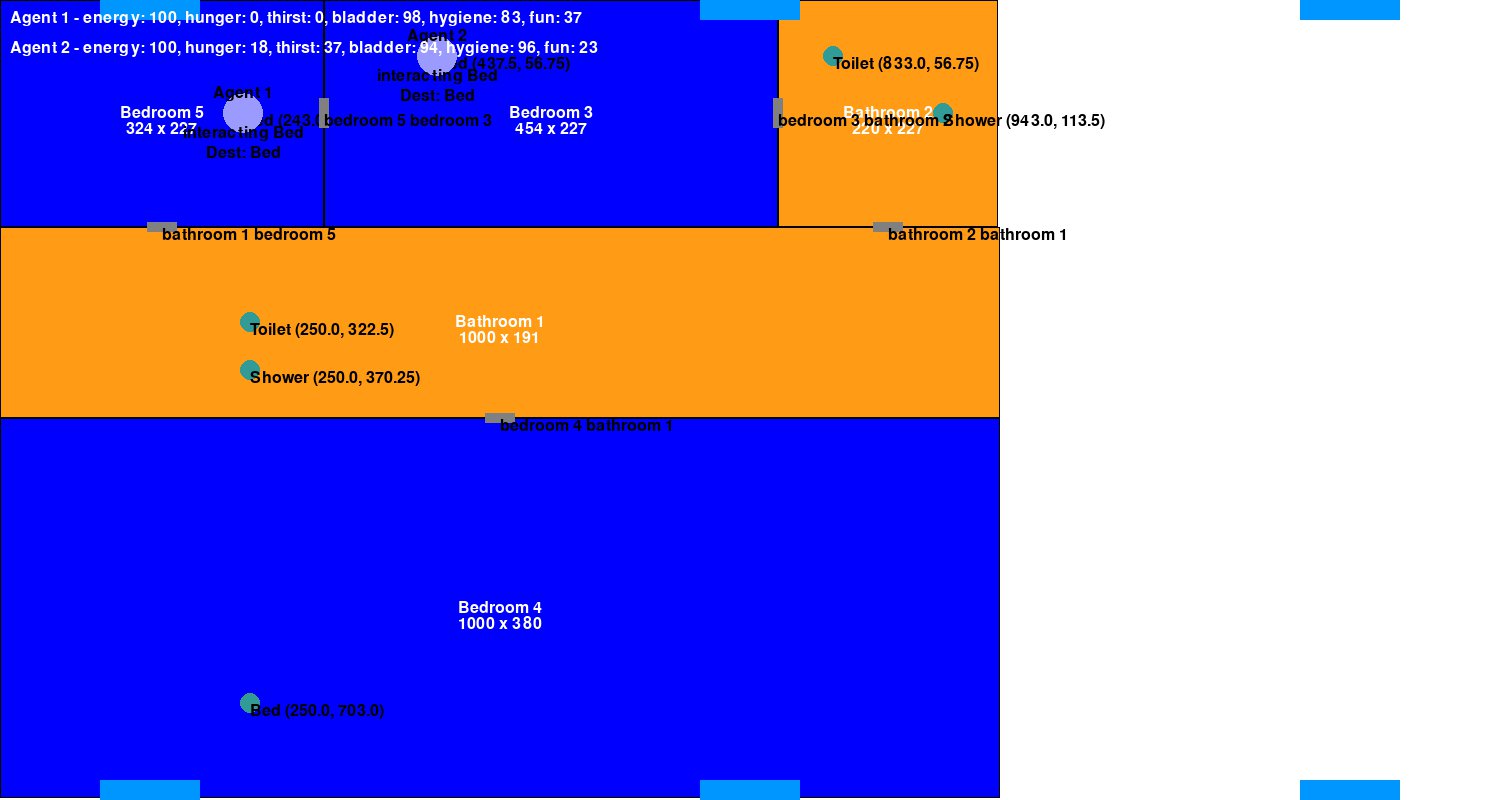 Agent 1 - energy: 100, hunger: 0, thirst: 0, bladder: 98, hygiene: 83, fun: 37
Agent 2 - energy: 100, hunger: 18, thirst: 37, bladder: 94, hygiene: 96, fun: 23
Agent 2
(437.5, 56.75)
interacting Bed
Dest: Bed
Toilet (833.0, 56.75)
Agent 1
(243.0
interacting Bed
Dest: Bed
Bedroom 5
324 x 227
bedroom 5 bedroom 3
Bedroom 3
454 x 227
bedroom 3 bathroom 2
Bathroom 2
220 x 227
Shower (943.0, 113.5)
bathroom 1 bedroom 5
bathroom 2 bathroom 1
Toilet (250.0, 322.5)
Bathroom 1
1000 x 191
Shower (250.0, 370.25)
bedroom 4 bathroom 1
Bedroom 4
1000 x 380
Bed (250.0, 703.0)